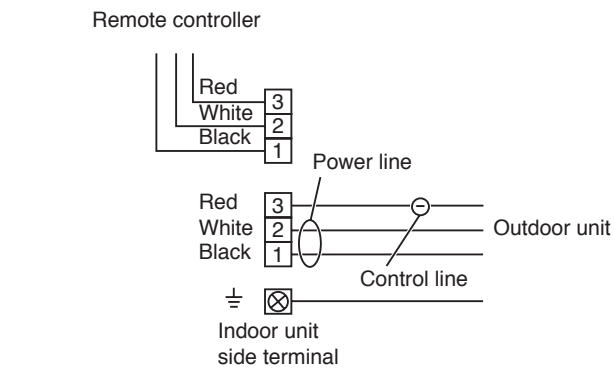 Remote controller
Red 3
White 2
Black 1
Power line
Red 3
White 2 Outdoor unit
Black 1
Control line
Indoor unit
side terminal